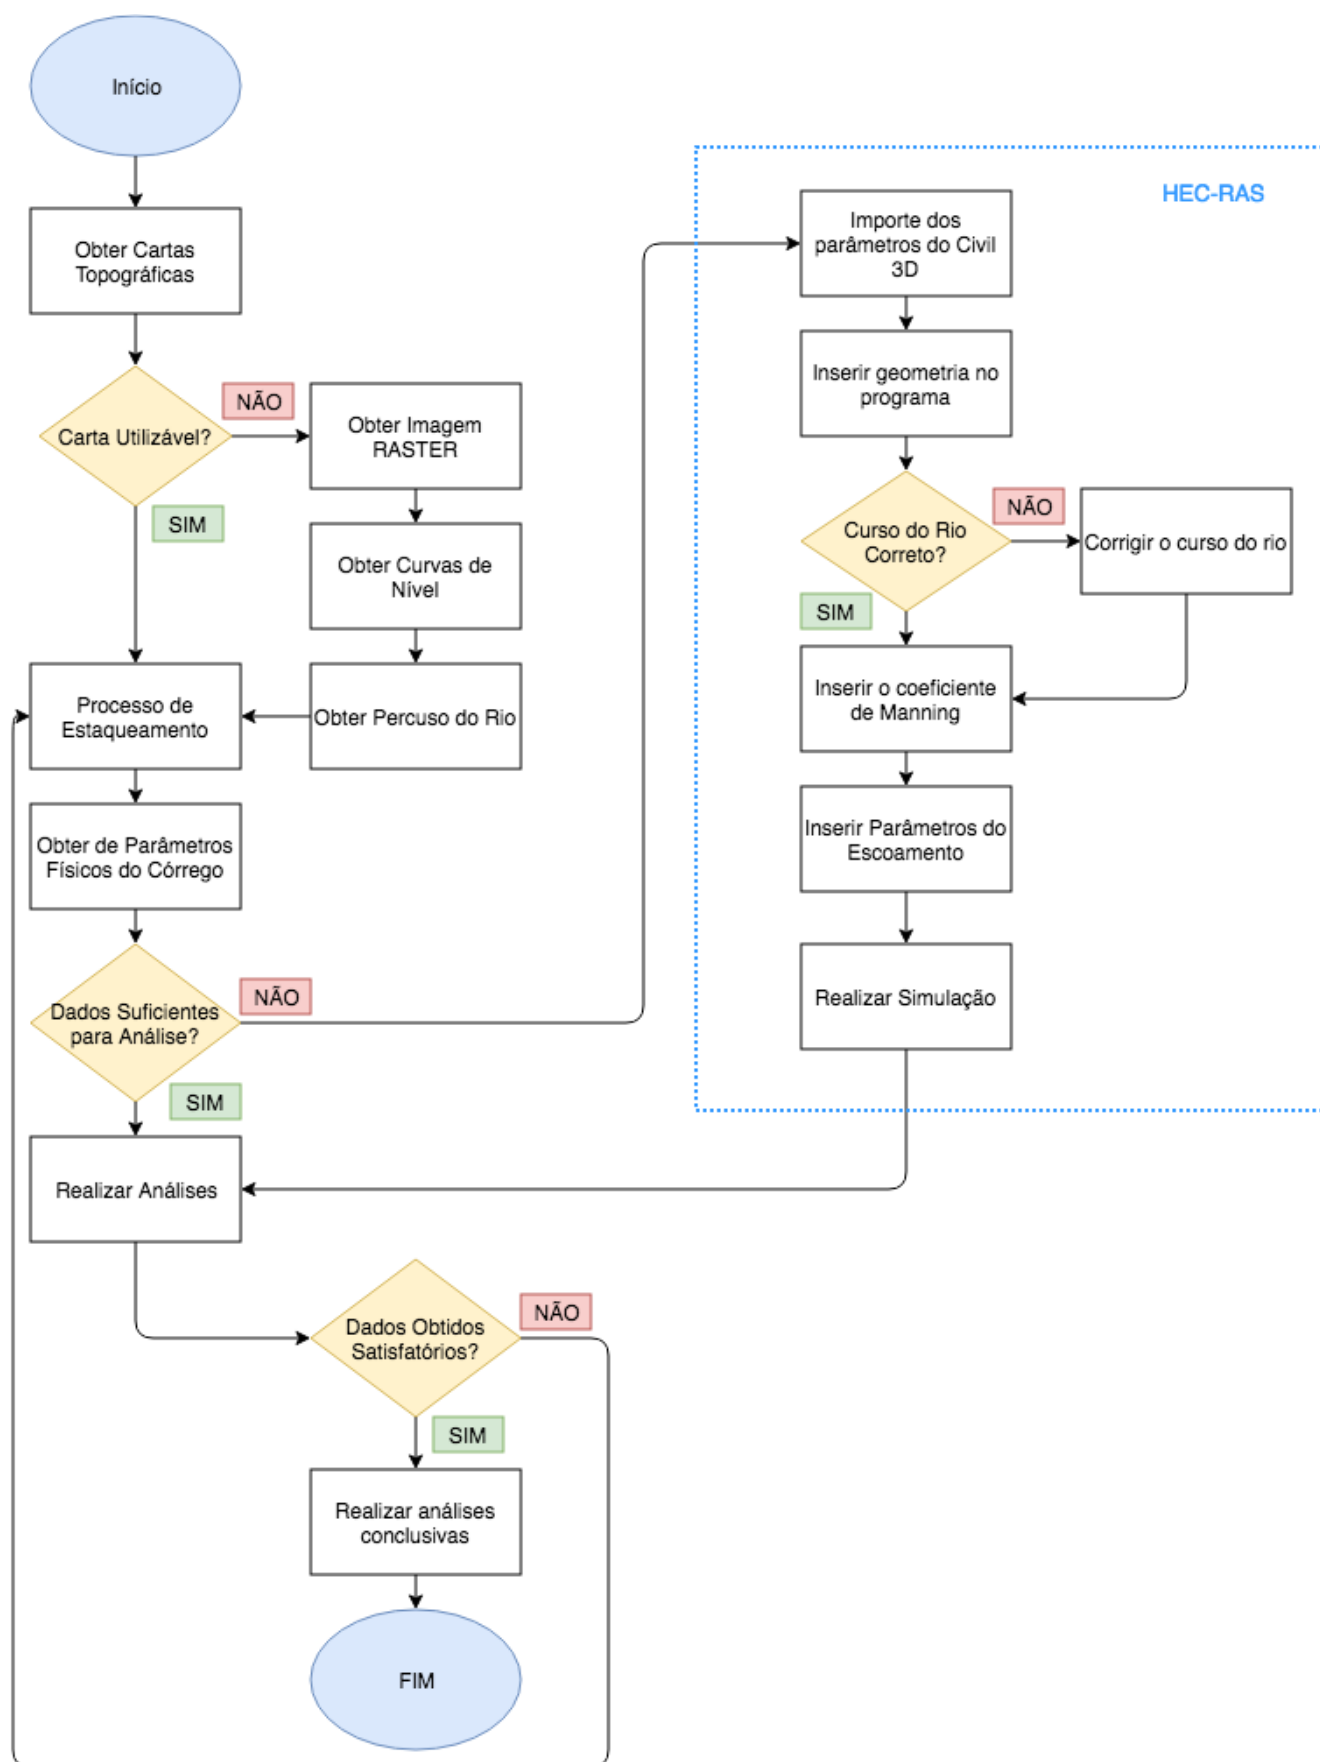 Início
Obter Cartas
Topográficas
Carta Utilizável?
NÃO
SIM
Obter Imagem
RASTER
Obter Curvas de
Nível
Obter Percuso do Rio
Processo de
Estaqueamento
Obter de Parâmetros
Físicos do Córrego
Dados Suficientes
para Análise?
NÃO
SIM
HEC-RAS
Importe dos
parâmetros do Civil
3D
Inserir geometria no
programa
Curso do Rio
Correto?
NÃO
Corrigir o curso do rio
SIM
Inserir o coeficiente
de Manning
Inserir Parâmetros do
Escoamento
Realizar Simulação
Realizar Análises
Dados Obtidos
Satisfatórios?
NÃO
SIM
Realizar análises
conclusivas
FIM